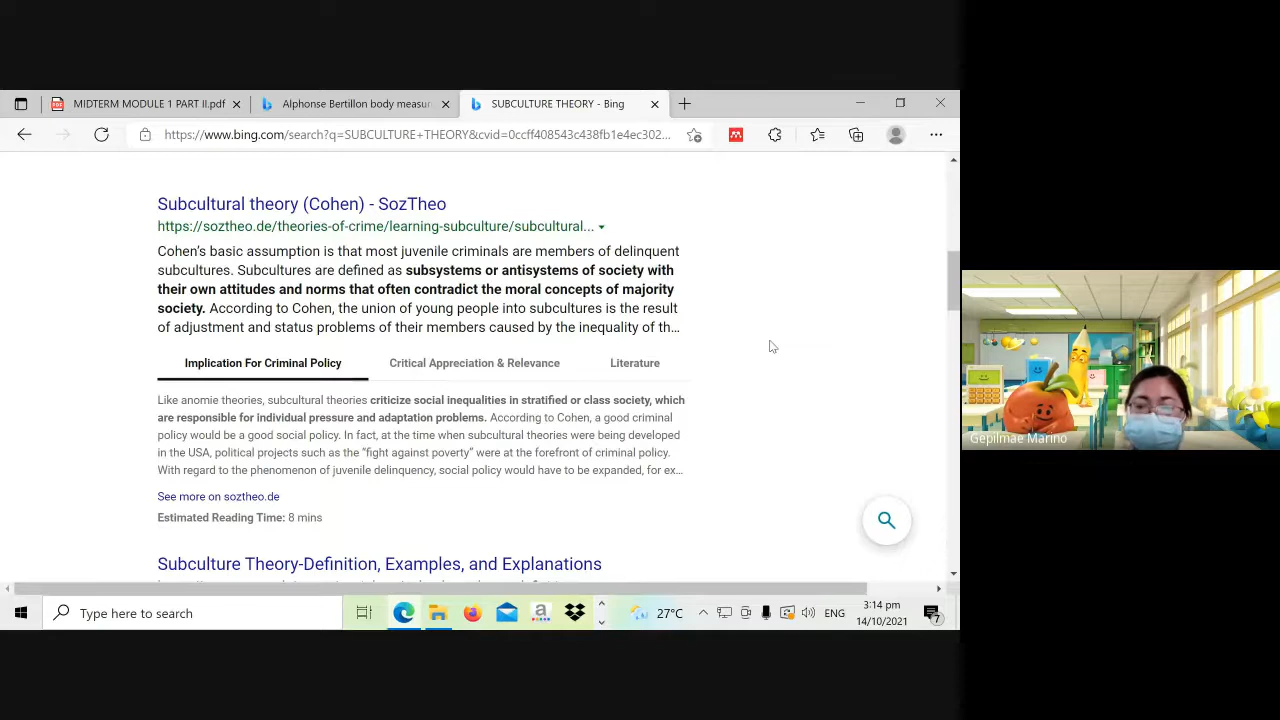 MIDTERM MODULE 1 PART II.pdf
Alphonse Bertillon body measur
SUBCULTURE THEORY - Bing
https://www.bing.com/search?q=SUBCULTURE+THEORY&cvid=0ccff408543c438fb1e4ec302...
Subcultural theory (Cohen) - SozTheo
https://soztheo.de/theories-of-crime/learning-subculture/subcultural...
Cohen's basic assumption is that most juvenile criminals are members of delinquent
subcultures. Subcultures are defined as subsystems or antisystems of society with
their own attitudes and norms that often contradict the moral concepts of majority
society. According to Cohen, the union of young people into subcultures is the result
of adjustment and status problems of their members caused by the inequality of th...
Implication For Criminal Policy
Critical Appreciation & Relevance
Literature
Like anomie theories, subcultural theories criticize social inequalities in stratified or class society, which
are responsible for individual pressure and adaptation problems. According to Cohen, a good criminal
policy would be a good social policy. In fact, at the time when subcultural theories were being developed
in the USA, political projects such as the "fight against poverty" were at the forefront of criminal policy.
With regard to the phenomenon of juvenile delinquency, social policy would have to be expanded, for ex...
See more on soztheo.de
Estimated Reading Time: 8 mins
Subculture Theory-Definition, Examples, and Explanations
Type here to search
a
27°C
ENG
3:14 pm
14/10/2021
7
Gepilmae Marino